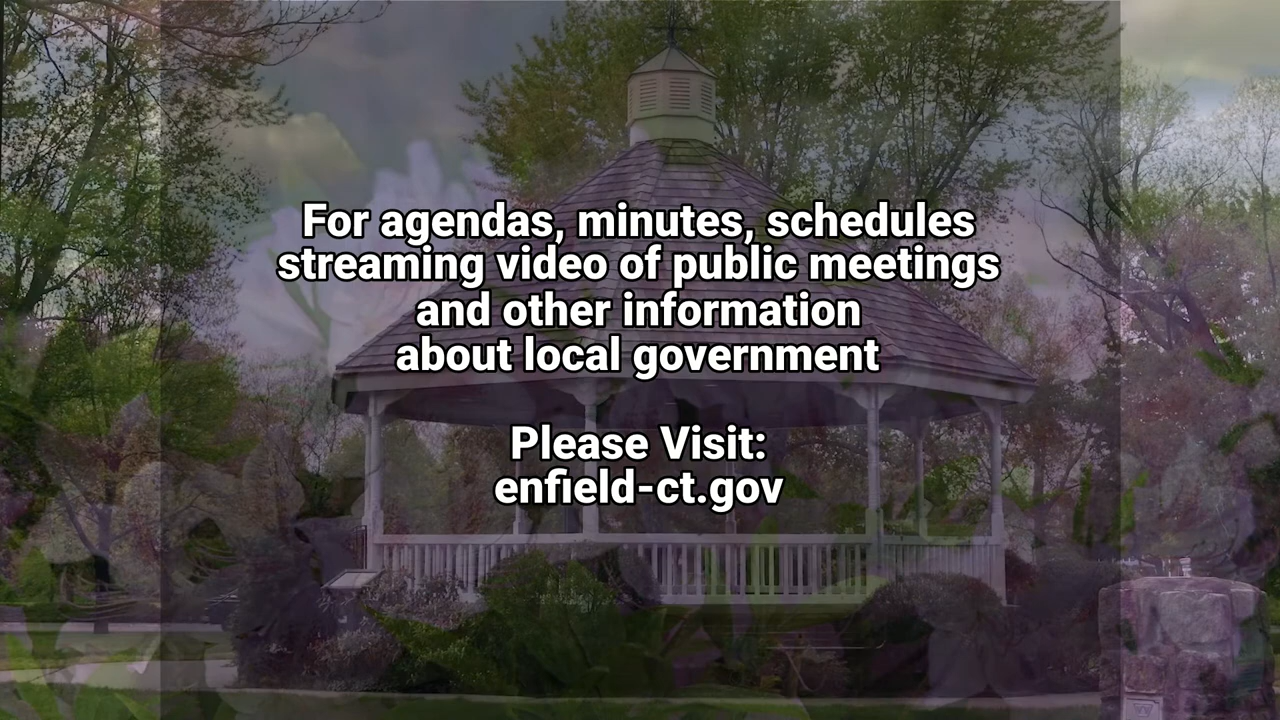 For agendas, minutes, schedules
streaming video of public meetings
and other information
about local government
Please Visit:
enfield-ct.gov